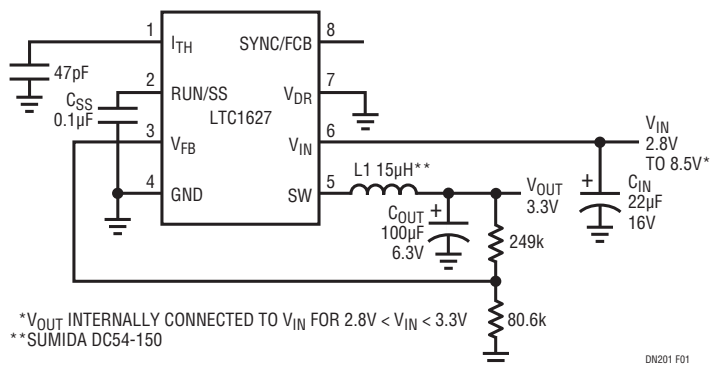 1
ITH
47pF
CSS
0.1µF
2
RUN/SS
3
VFB
4
GND
LTC1627
SYNC/FCB
8
VDR
7
VIN
6
SW
5
L1 15µH**
VIN
2.8V
TO 8.5V*
CIN
22µF
16V
+
VOUT
3.3V
COUT
100µF
6.3V
+
249k
80.6k
*VOUT INTERNALLY CONNECTED TO VIN FOR 2.8V < VIN < 3.3V
**SUMIDA DC54-150
DN201 F01